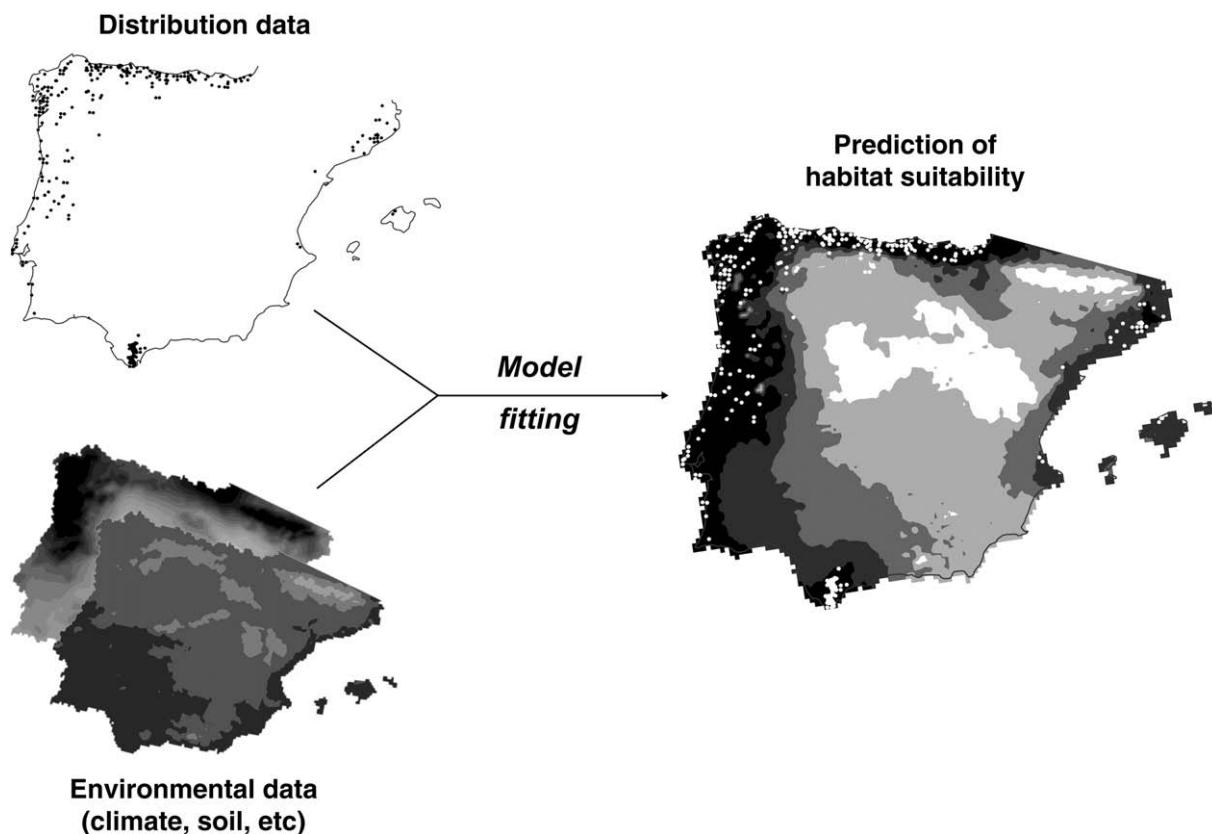 Distribution data
Prediction of
habitat suitability
Model
fitting
Environmental data
(climate, soil, etc)